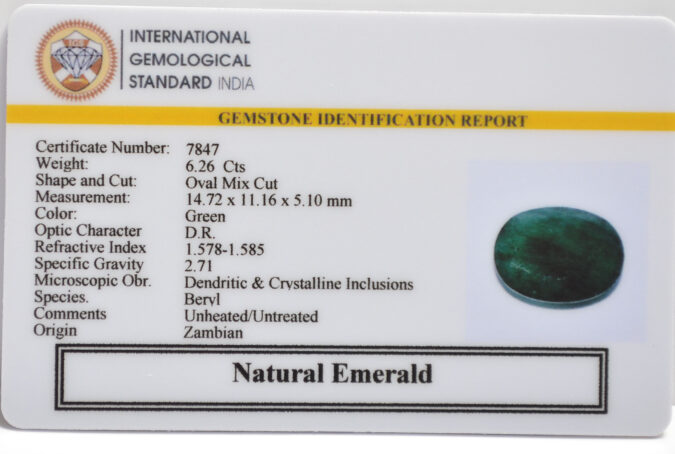 INTERNATIONAL
GEMOLOGICAL
STANDARD INDIA
GEMSTONE IDENTIFICATION REPORT
Certificate Number: 7847
Weight: 6.26 Cts
Shape and Cut: Oval Mix Cut
Measurement: 14.72 x 11.16 x 5.10 mm
Color: Green
Optic Character D.R.
Refractive Index 1.578-1.585
Specific Gravity 2.71
Microscopic Obr. Dendritic & Crystalline Inclusions
Species. Beryl
Comments Unheated/Untreated
Origin Zambian
Natural Emerald